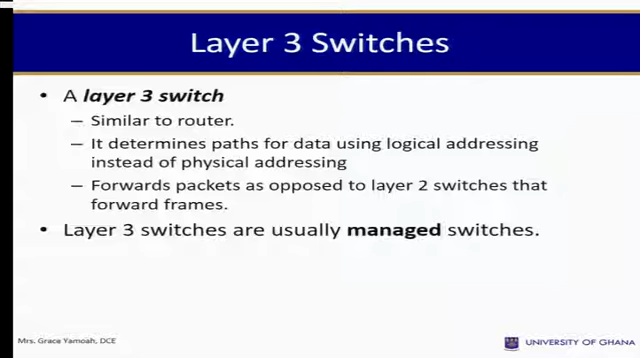 Layer 3 Switches
• A layer 3 switch
– Similar to router.
– It determines paths for data using logical addressing
instead of physical addressing
– Forwards packets as opposed to layer 2 switches that
forward frames.
• Layer 3 switches are usually managed switches.
Mrs. Grace Yamoah, DCE
UNIVERSITY OF GHANA